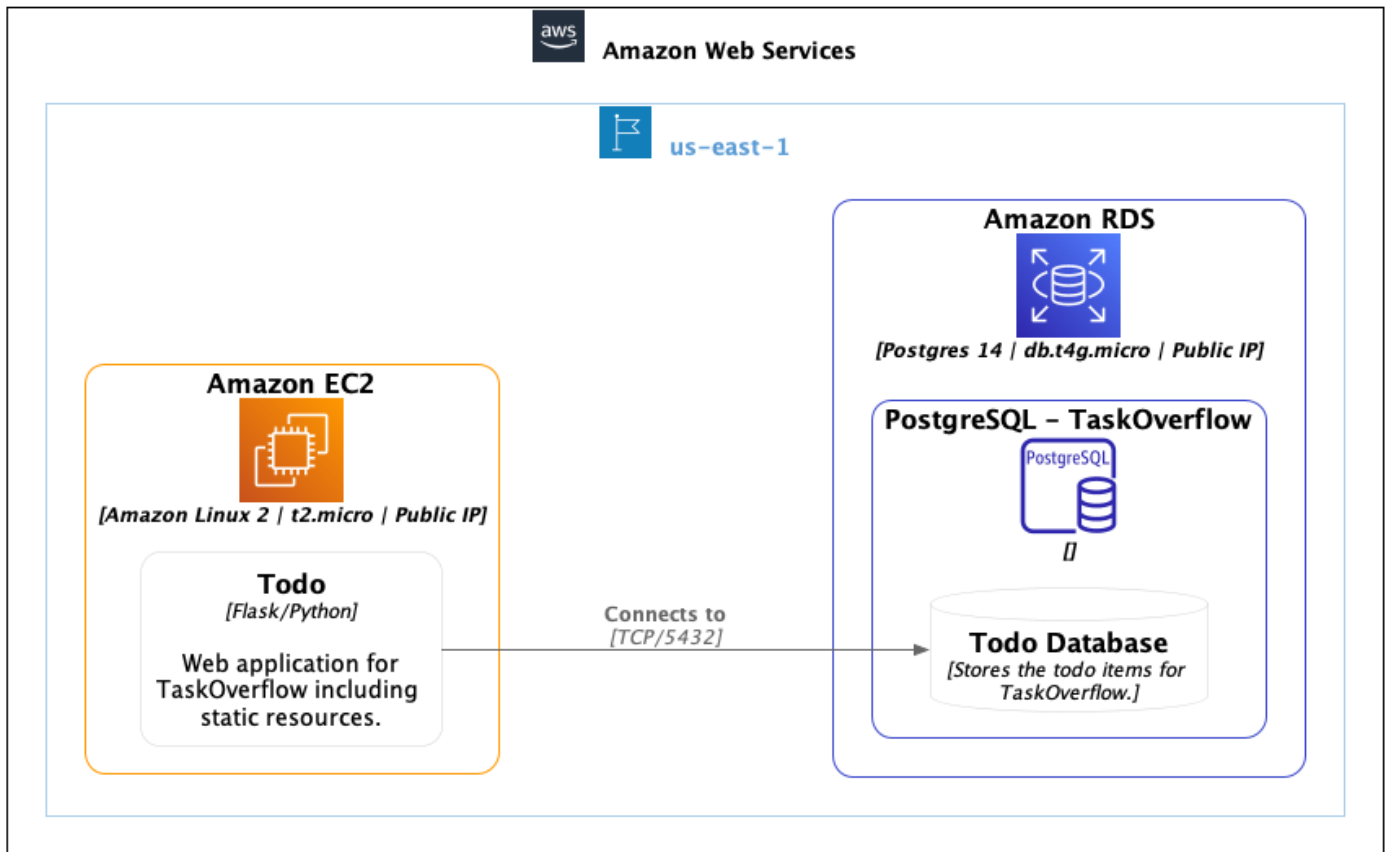 aws
Amazon Web Services
us-east-1
Amazon RDS
[Postgres 14 | db.t4g.micro | Public IP]
Amazon EC2
[Amazon Linux 2 | t2.micro | Public IP]
PostgreSQL - TaskOverflow
PostgreSQL
[]
Todo
[Flask/Python]
Web application for
TaskOverflow including
static resources.
Connects to
[TCP/5432]
Todo Database
[Stores the todo items for
TaskOverflow.]